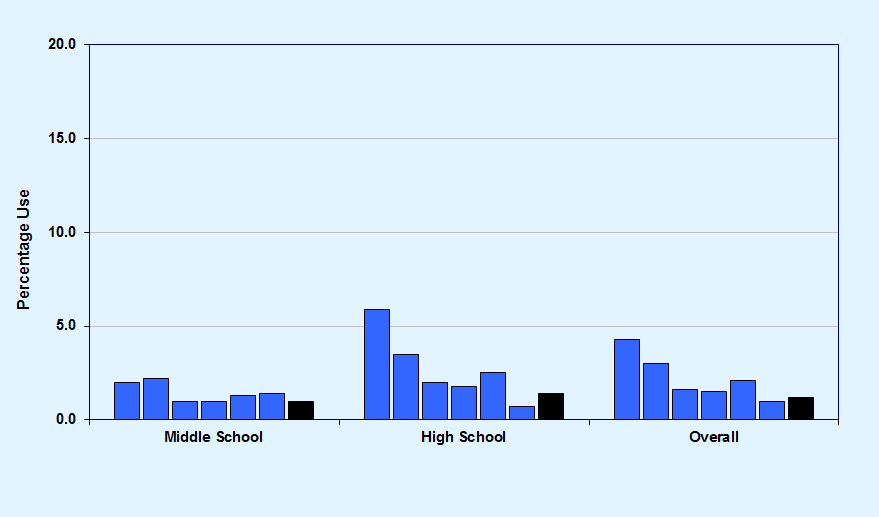 20.0
15.0
10.0
5.0
0.0
Percentage Use
Middle School
High School
Overall